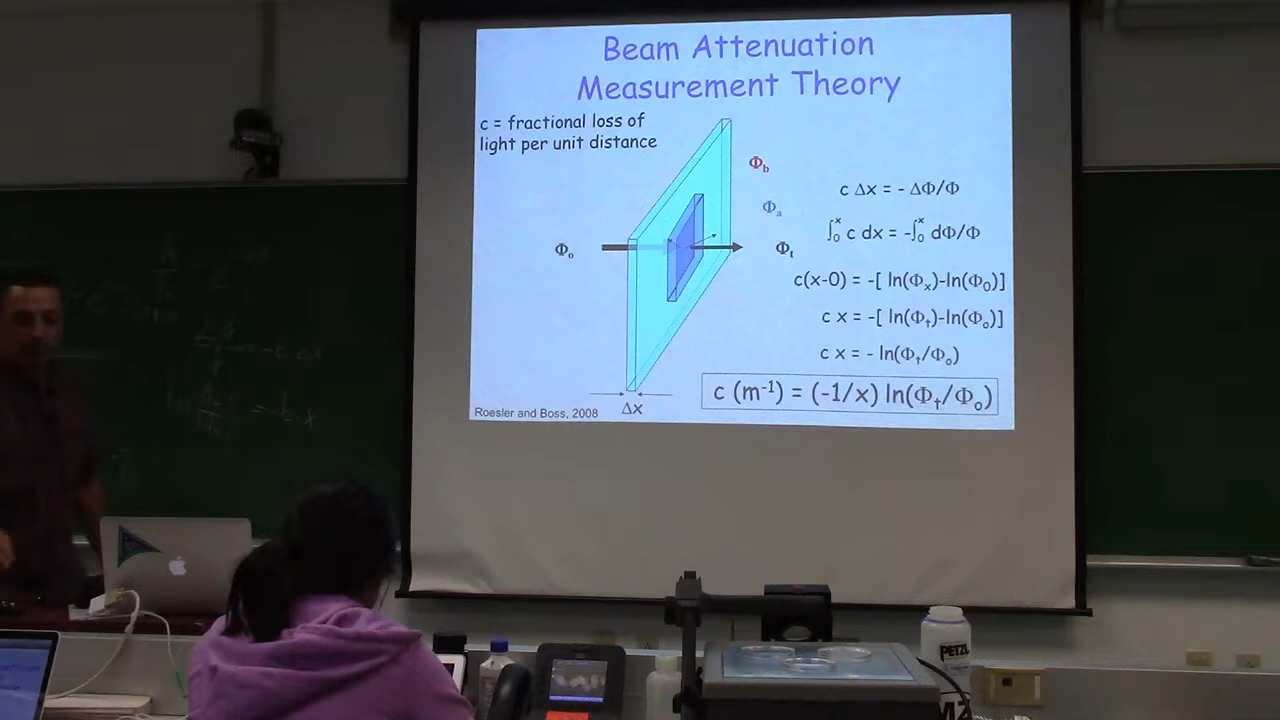 Beam Attenuation
Measurement Theory
c = fractional loss of
light per unit distance
Φb
Φa
Φo
Φt
c Δx = - ΔΦ/Φ
∫₀ˣ c dx = -∫₀ˣ dΦ/Φ
c(x-0) = -[ ln(Φx)-ln(Φ0)]
c x = -[ ln(Φt)-ln(Φo)]
c x = - ln(Φt/Φo)
c (m⁻¹) = (-1/x) ln(Φt/Φo)
Δx
Roesler and Boss, 2008
PETZL